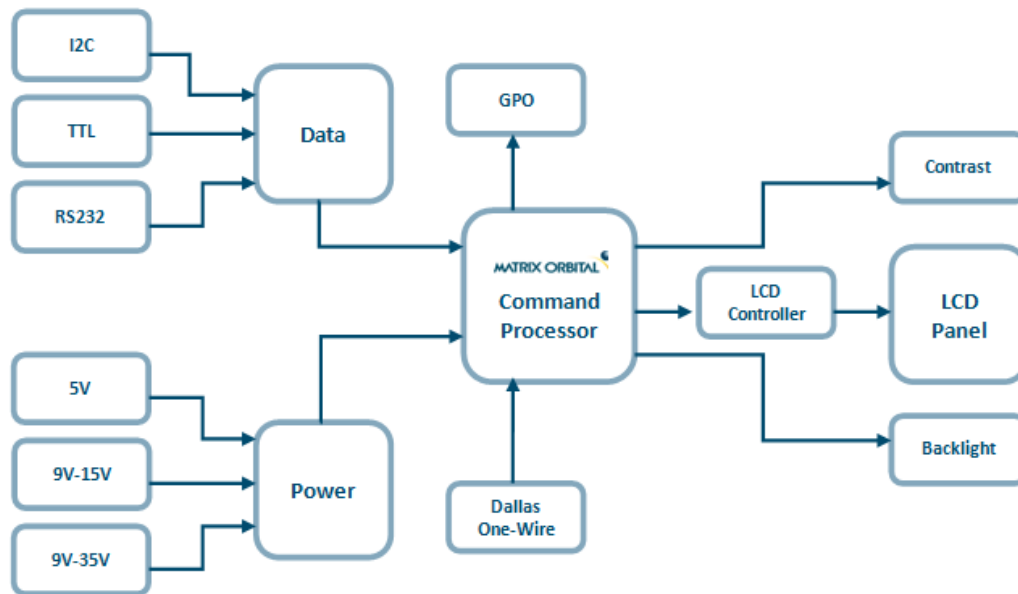 I2C
TTL
RS232
Data
GPO
MATRIX ORBITAL
Command
Processor
Contrast
LCD
Controller
LCD
Panel
Backlight
5V
9V-15V
9V-35V
Power
Dallas
One-Wire